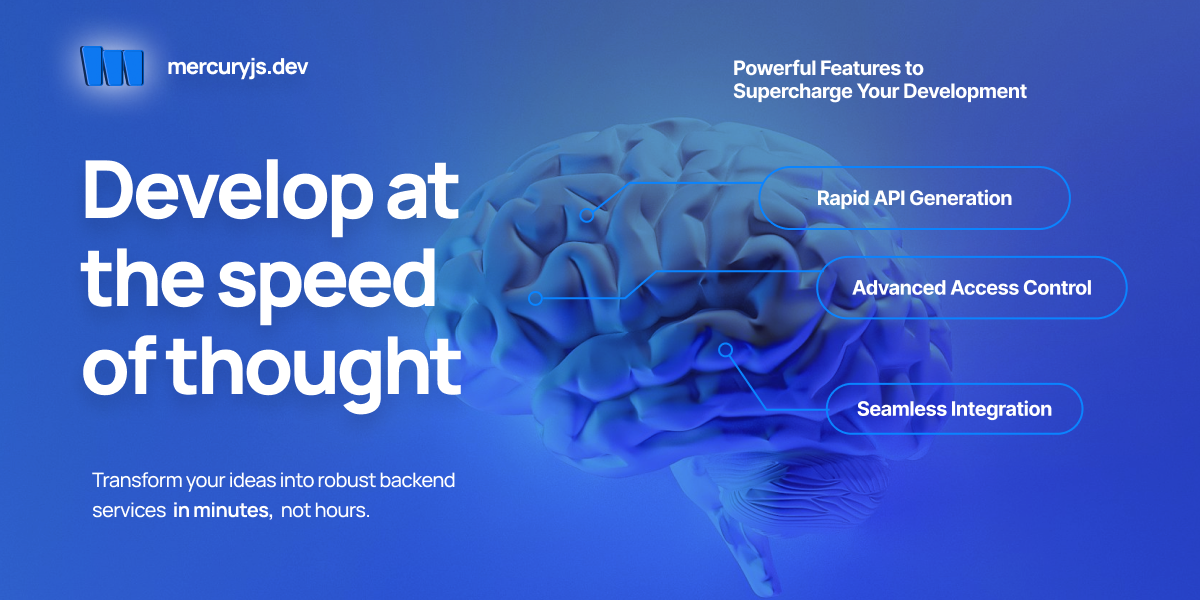 mercuryjs.dev
Develop at
the speed
of thought
Transform your ideas into robust backend
services in minutes, not hours.
Powerful Features to
Supercharge Your Development
Rapid API Generation
Advanced Access Control
Seamless Integration